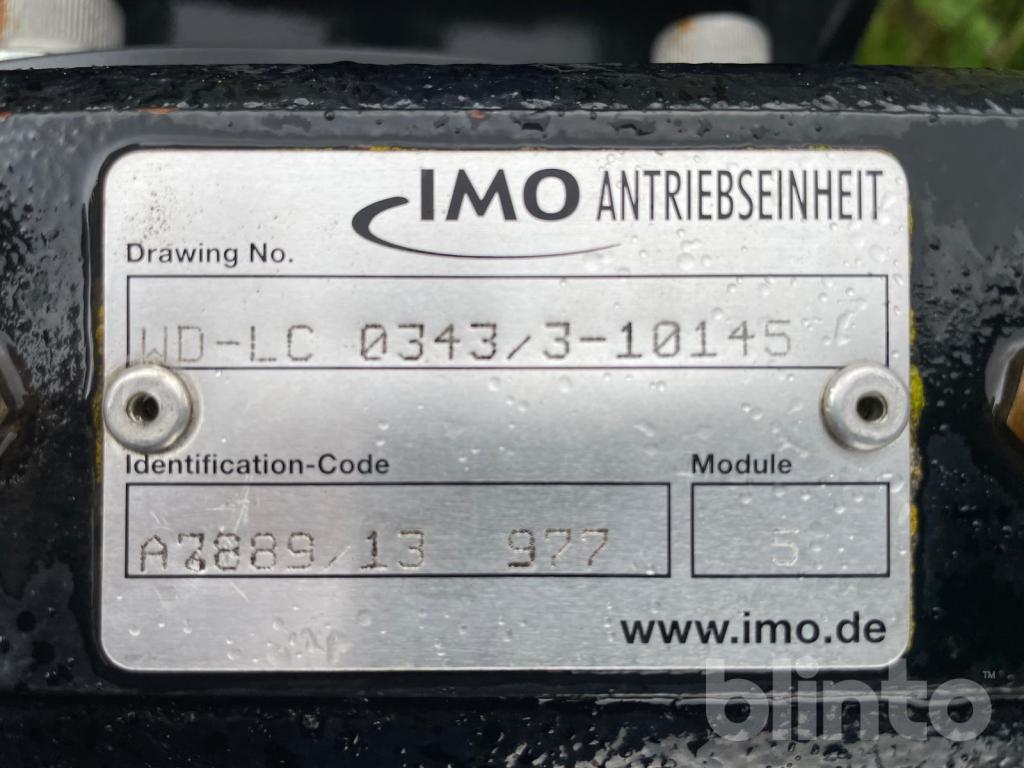 IMO ANTRIEBSEINHEIT
Drawing No.
WD-LC 0343/3-10145
Identification-Code
Module
A7889/13 977
5
www.imo.de
blinto™